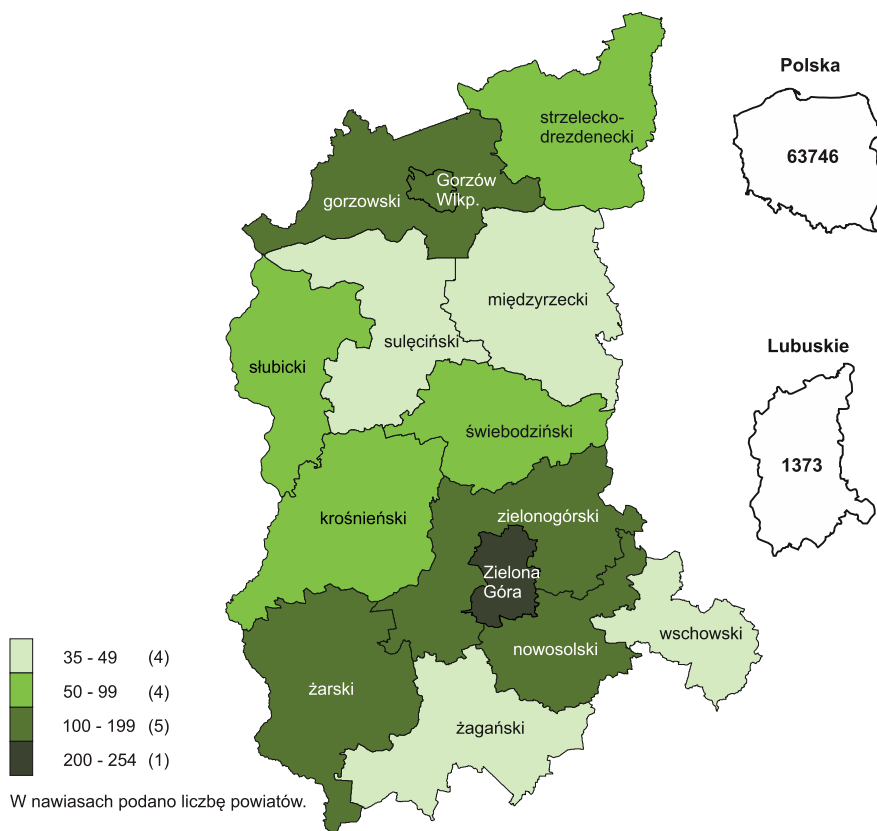 Polska
63746
strzelecko-
drezdenecki
Gorzów
Wlkp.
gorzowski
międzyrzecki
sulęciński
słubicki
Lubuskie
1373
świebodziński
krośnieński
zielonogórski
Zielona
Góra
wschowski
nowosolski
żarski
żagański
35 - 49 (4)
50 - 99 (4)
100 - 199 (5)
200 - 254 (1)
W nawiasach podano liczbę powiatów.